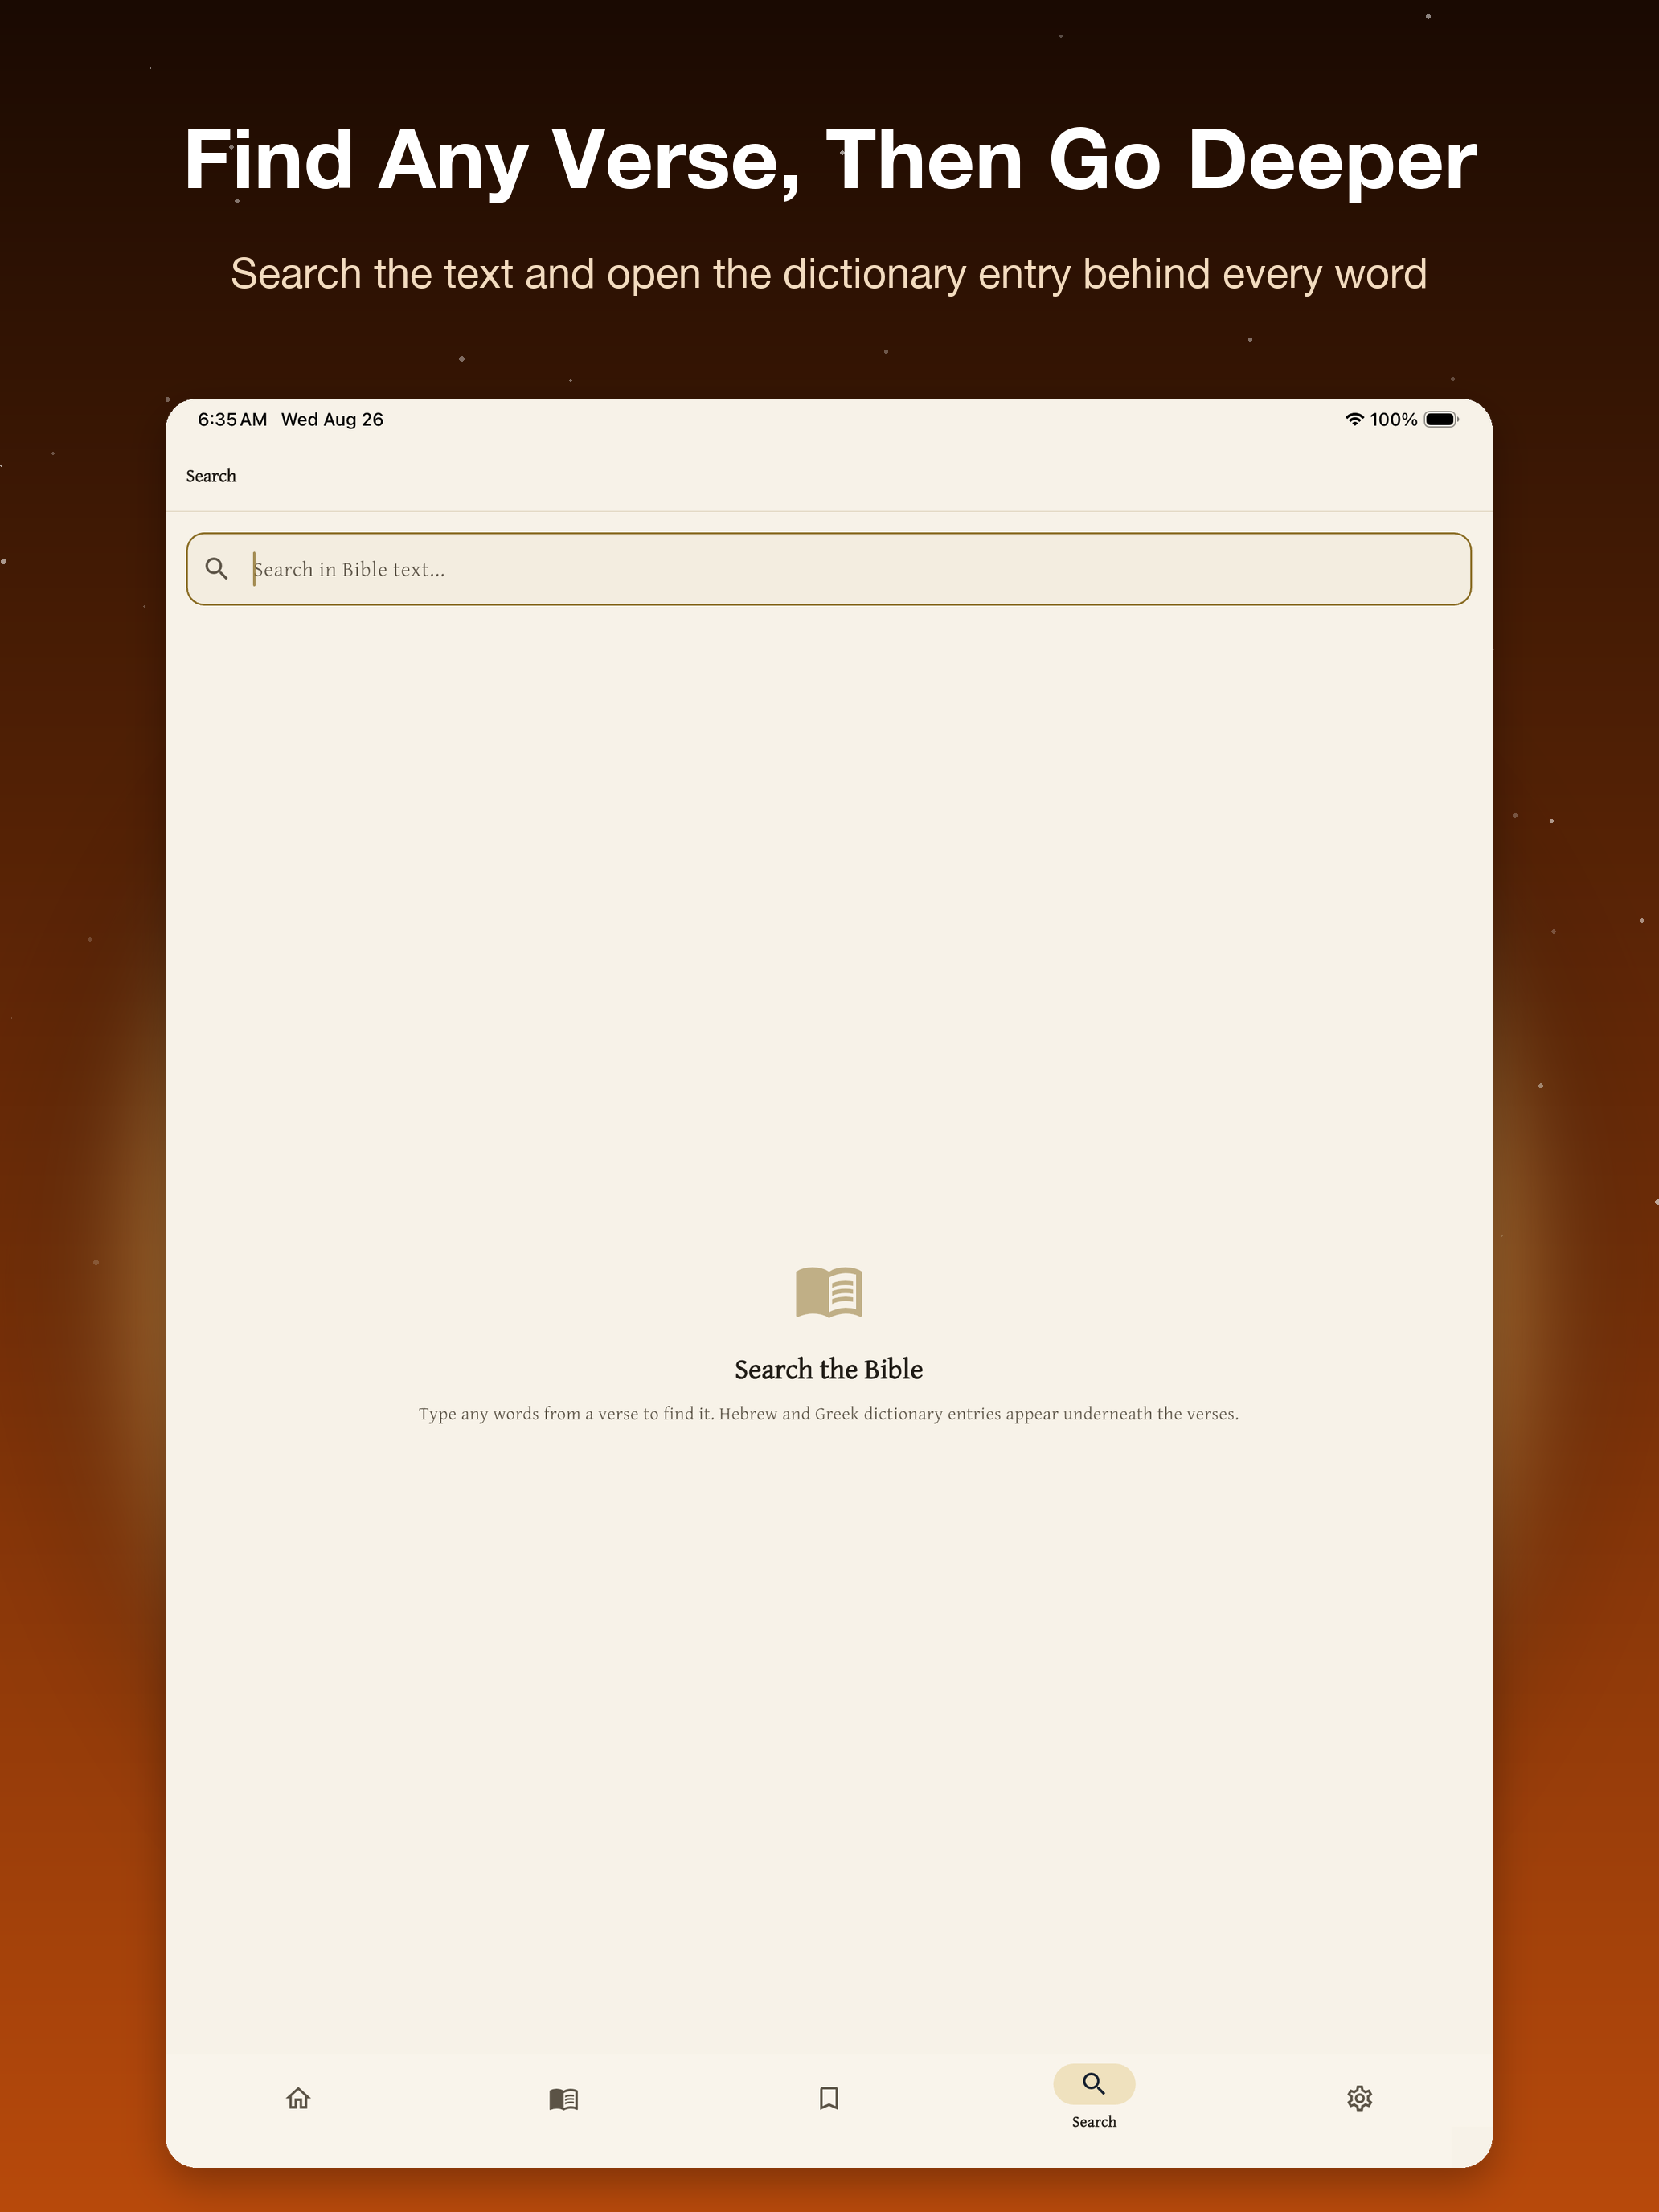 Find Any Verse, Then Go Deeper
Search the text and open the dictionary entry behind every word
6:35 AM Wed Aug 26 100%
Search
Search in Bible text...
Search the Bible
Type any words from a verse to find it. Hebrew and Greek dictionary entries appear underneath the verses.
Search